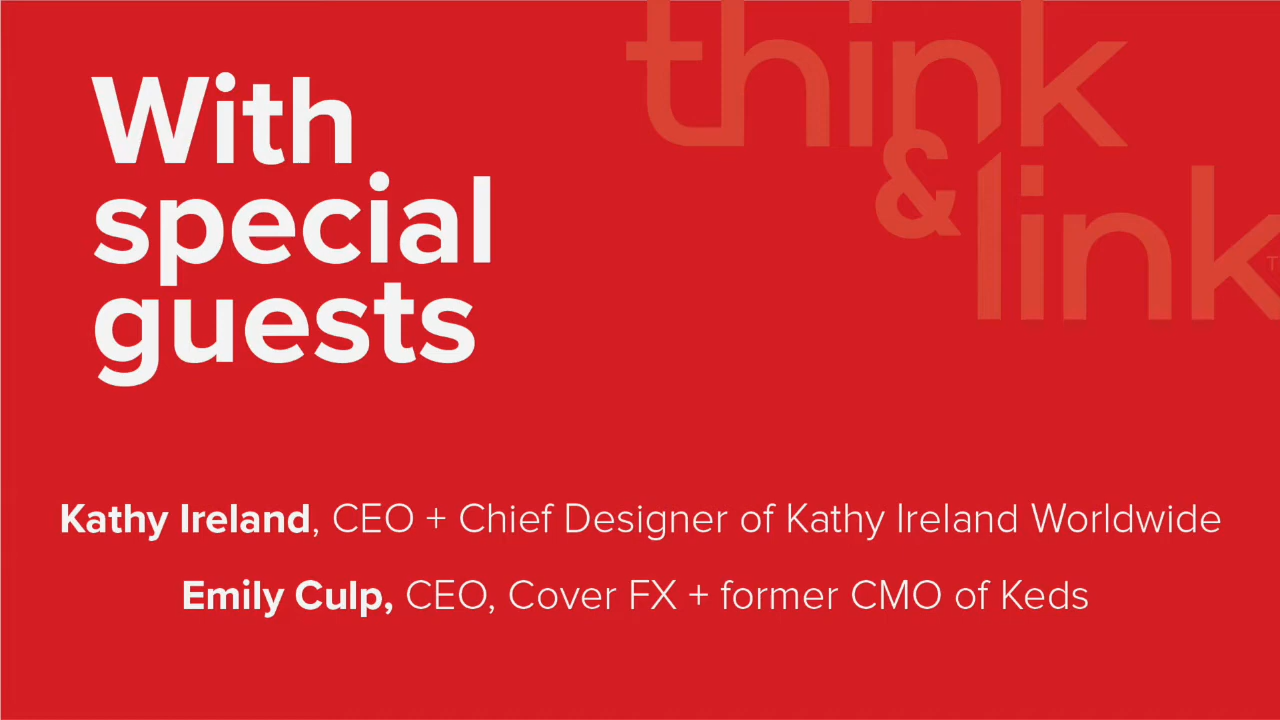 think
& link
With
special
guests
Kathy Ireland, CEO + Chief Designer of Kathy Ireland Worldwide
Emily Culp, CEO, Cover FX + former CMO of Keds